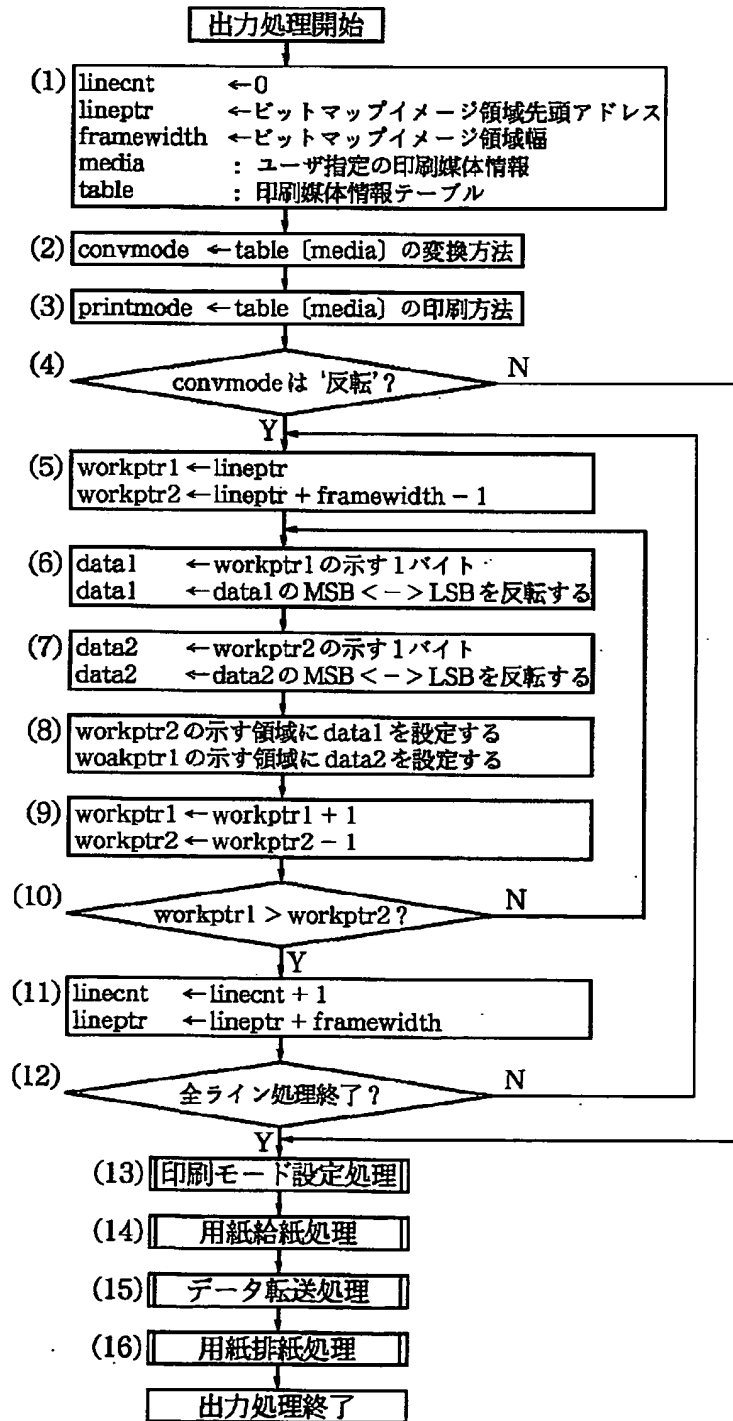 出力処理開始
(1) linecnt ←0
lineptr ←ビットマップイメージ領域先頭アドレス
framewidth ←ビットマップイメージ領域幅
media : ユーザ指定の印刷媒体情報
table : 印刷媒体情報テーブル
(2) convmode ←table〔media〕の変換方法
(3) printmode ←table〔media〕の印刷方法
(4) convmodeは‘反転’? N
Y
(5) workptr1←lineptr
workptr2←lineptr+framewidth−1
(6) data1 ←workptr1の示す1バイト
data1 ←data1のMSB<−>LSBを反転する
(7) data2 ←workptr2の示す1バイト
data2 ←data2のMSB<−>LSBを反転する
(8) workptr2の示す領域にdata1を設定する
woakptr1の示す領域にdata2を設定する
(9) workptr1←workptr1+1
workptr2←workptr2−1
(10) workptr1>workptr2? N
Y
(11) linecnt ←linecnt+1
lineptr ←lineptr+framewidth
(12) 全ライン処理終了? N
Y
(13) 印刷モード設定処理
(14) 用紙給紙処理
(15) データ転送処理
(16) 用紙排紙処理
出力処理終了